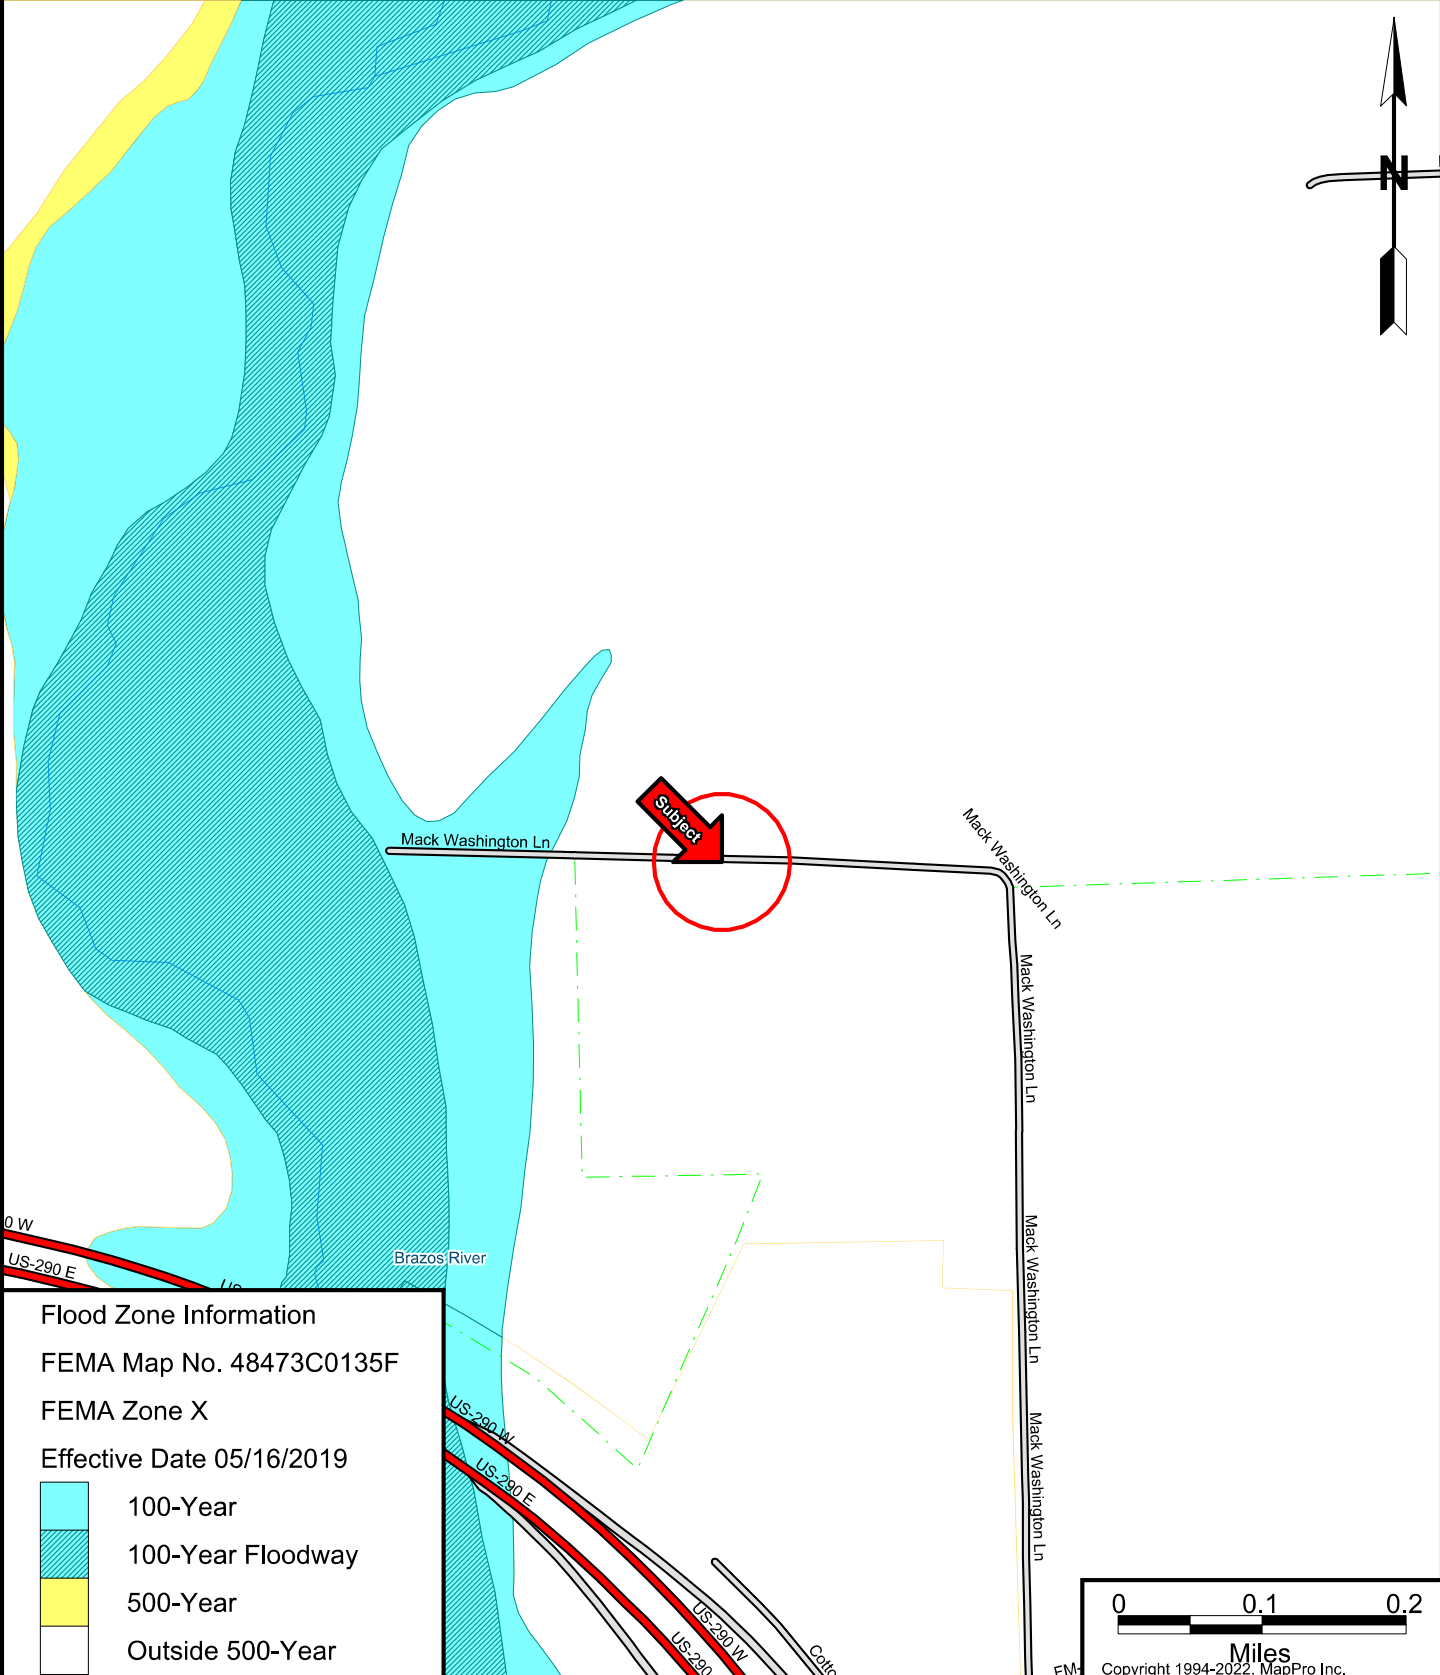 N
Subject
Mack Washington Ln
Mack Washington Ln
Mack Washington Ln
Mack Washington Ln
Mack Washington Ln
Brazos River
0 W
US-290 E
US-290 W
US-290 E
US-290 W
US-290
Flood Zone Information
FEMA Map No. 48473C0135F
FEMA Zone X
Effective Date 05/16/2019
100-Year
100-Year Floodway
500-Year
Outside 500-Year
0 0.1 0.2
Miles
Copyright 1994-2022, MapPro Inc.